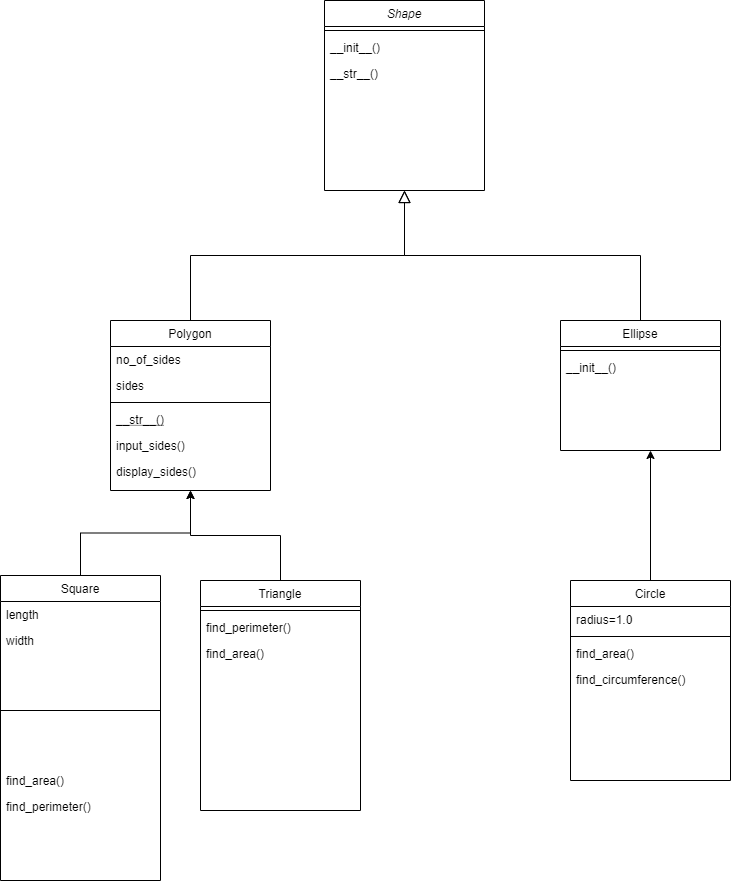 Shape
__init__()
__str__()
Polygon
no_of_sides
sides
__str__()
input_sides()
display_sides()
Ellipse
__init__()
Square
length
width
find_area()
find_perimeter()
Triangle
find_perimeter()
find_area()
Circle
radius=1.0
find_area()
find_circumference()